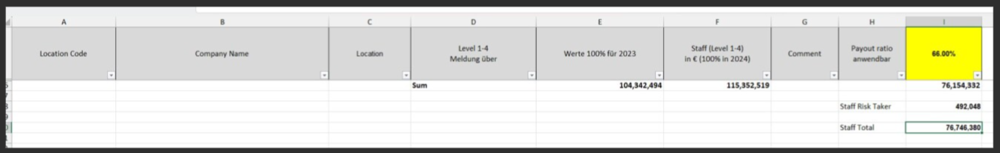 A B C D E F G H I
Location Code Company Name Location Level 1-4 Meldung über Werte 100% für 2023 Staff (Level 1-4) in € (100% in 2024) Comment Payout ratio anwendbar 66.00%
Sum 104,342,494 115,352,519 76,154,332
Staff Risk Taker 492,048
Staff Total 76,746,380